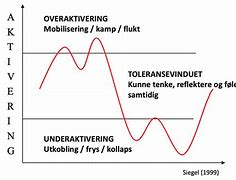 AKTIVERING
OVERAKTIVERING
Mobilisering / kamp / flukt
TOLERANSEVINDUET
Kunne tenke, reflektere og føle
samtidig
UNDERAKTIVERING
Utkobling / frys / kollaps
Siegel (1999)